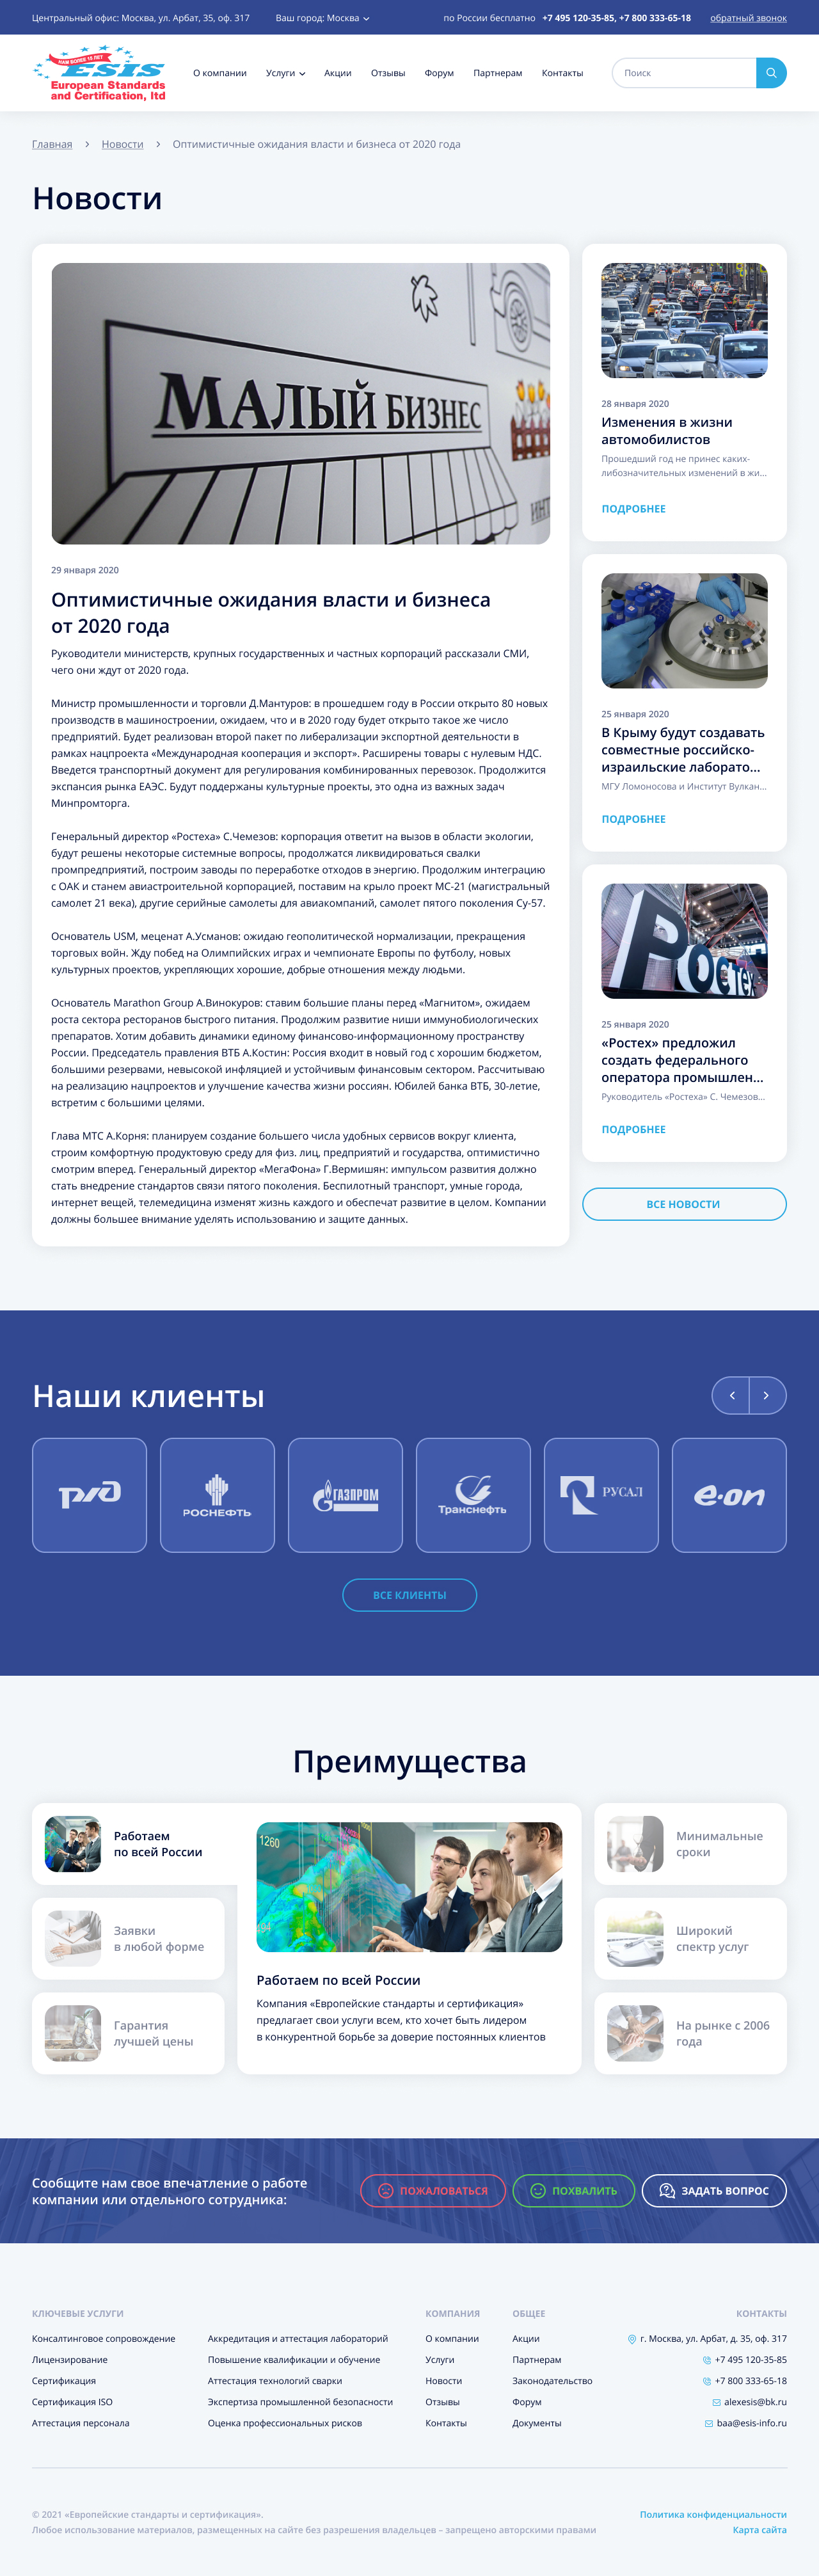 Центральный офис: Москва, ул. Арбат, 35, оф. 317
Ваш город: Москва
по России бесплатно +7 495 120-35-85, +7 800 333-65-18
обратный звонок
НАМ БОЛЕЕ 10 ЛЕТ
ESIS
European Standards
and Certification, ltd
О компании
Услуги
Акции
Отзывы
Форум
Партнерам
Контакты
Поиск
Главная
Новости
Оптимистичные ожидания власти и бизнеса от 2020 года
Новости
МАЛЫЙ БИЗНЕС
29 января 2020
Оптимистичные ожидания власти и бизнеса
от 2020 года
Руководители министерств, крупных государственных и частных корпораций рассказали СМИ,
чего они ждут от 2020 года.
Министр промышленности и торговли Д.Мантуров: в прошедшем году в России открыто 80 новых
производств в машиностроении, ожидаем, что и в 2020 году будет открыто такое же число
предприятий. Будет реализован второй пакет по либерализации экспортной деятельности в
рамках нацпроекта «Международная кооперация и экспорт». Расширены товары с нулевым НДС.
Введется транспортный документ для регулирования комбинированных перевозок. Продолжится
экспансия рынка ЕАЭС. Будут поддержаны культурные проекты, это одна из важных задач
Минпромторга.
Генеральный директор «Ростеха» С.Чемезов: корпорация ответит на вызов в области экологии,
будут решены некоторые системные вопросы, продолжатся ликвидироваться свалки
промпредприятий, построим заводы по переработке отходов в энергию. Продолжим интеграцию
с ОАК и станем авиастроительной корпорацией, поставим на крыло проект МС-21 (магистральный
самолет 21 века), другие серийные самолеты для авиакомпаний, самолет пятого поколения Су-57.
Основатель USM, меценат А.Усманов: ожидаю геополитической нормализации, прекращения
торговых войн. Жду побед на Олимпийских играх и чемпионате Европы по футболу, новых
культурных проектов, укрепляющих хорошие, добрые отношения между людьми.
Основатель Marathon Group А.Винокуров: ставим большие планы перед «Магнитом», ожидаем
роста сектора ресторанов быстрого питания. Продолжим развитие ниши иммунобиологических
препаратов. Хотим добавить динамики единому финансово-информационному пространству
России. Председатель правления ВТБ А.Костин: Россия входит в новый год с хорошим бюджетом,
большими резервами, невысокой инфляцией и устойчивым финансовым сектором. Рассчитываю
на реализацию нацпроектов и улучшение качества жизни россиян. Юбилей банка ВТБ, 30-летие,
встретим с большими целями.
Глава МТС А.Корня: планируем создание большего числа удобных сервисов вокруг клиента,
строим комфортную продуктовую среду для физ. лиц, предприятий и государства, оптимистично
смотрим вперед. Генеральный директор «МегаФона» Г.Вермишян: импульсом развития должно
стать внедрение стандартов связи пятого поколения. Беспилотный транспорт, умные города,
интернет вещей, телемедицина изменят жизнь каждого и обеспечат развитие в целом. Компании
должны большее внимание уделять использованию и защите данных.
28 января 2020
Изменения в жизни
автомобилистов
Прошедший год не принес каких-
либозначительных изменений в жи...
ПОДРОБНЕЕ
25 января 2020
В Крыму будут создавать
совместные российско-
израильские лаборато...
МГУ Ломоносова и Институт Вулкан...
ПОДРОБНЕЕ
Ростех
25 января 2020
«Ростех» предложил
создать федерального
оператора промышлен...
Руководитель «Ростеха» С. Чемезов...
ПОДРОБНЕЕ
ВСЕ НОВОСТИ
Наши клиенты
ржд
РОСНЕФТЬ
ГАЗПРОМ
Транснефть
РУСАЛ
e·on
ВСЕ КЛИЕНТЫ
Преимущества
Работаем
по всей России
Заявки
в любой форме
Гарантия
лучшей цены
1260
194
Работаем по всей России
Компания «Европейские стандарты и сертификация»
предлагает свои услуги всем, кто хочет быть лидером
в конкурентной борьбе за доверие постоянных клиентов
Минимальные
сроки
Широкий
спектр услуг
На рынке с 2006
года
Сообщите нам свое впечатление о работе
компании или отдельного сотрудника:
ПОЖАЛОВАТЬСЯ
ПОХВАЛИТЬ
ЗАДАТЬ ВОПРОС
КЛЮЧЕВЫЕ УСЛУГИ
Консалтинговое сопровождение
Лицензирование
Сертификация
Сертификация ISO
Аттестация персонала
Аккредитация и аттестация лабораторий
Повышение квалификации и обучение
Аттестация технологий сварки
Экспертиза промышленной безопасности
Оценка профессиональных рисков
КОМПАНИЯ
О компании
Услуги
Новости
Отзывы
Контакты
ОБЩЕЕ
Акции
Партнерам
Законодательство
Форум
Документы
КОНТАКТЫ
г. Москва, ул. Арбат, д. 35, оф. 317
+7 495 120-35-85
+7 800 333-65-18
alexesis@bk.ru
baa@esis-info.ru
© 2021 «Европейские стандарты и сертификация».
Любое использование материалов, размещенных на сайте без разрешения владельцев – запрещено авторскими правами
Политика конфиденциальности
Карта сайта